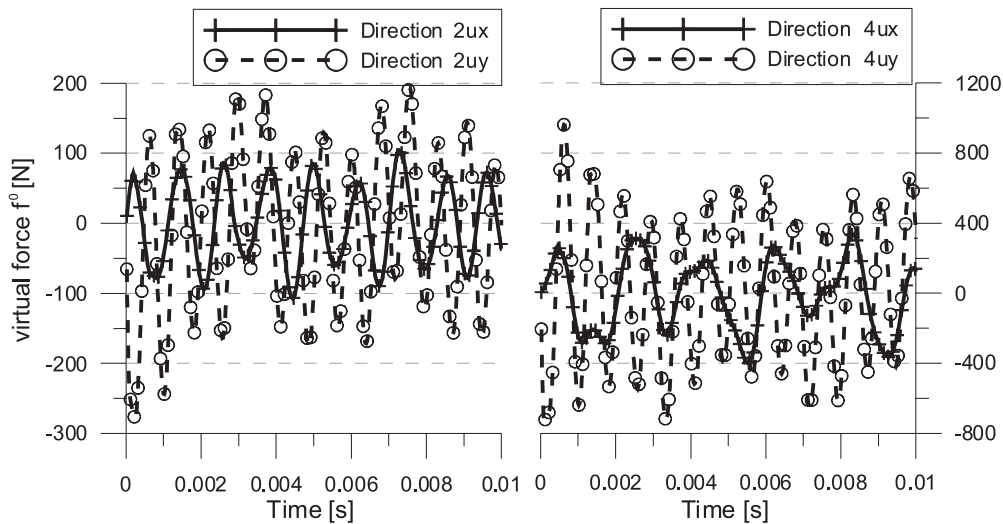 Direction 2ux
Direction 2uy
Direction 4ux
Direction 4uy
virtual force f⁰ [N]
200
100
0
-100
-200
-300
1200
800
400
0
-400
-800
0 0.002 0.004 0.006 0.008 0.01
0 0.002 0.004 0.006 0.008 0.01
Time [s]
Time [s]